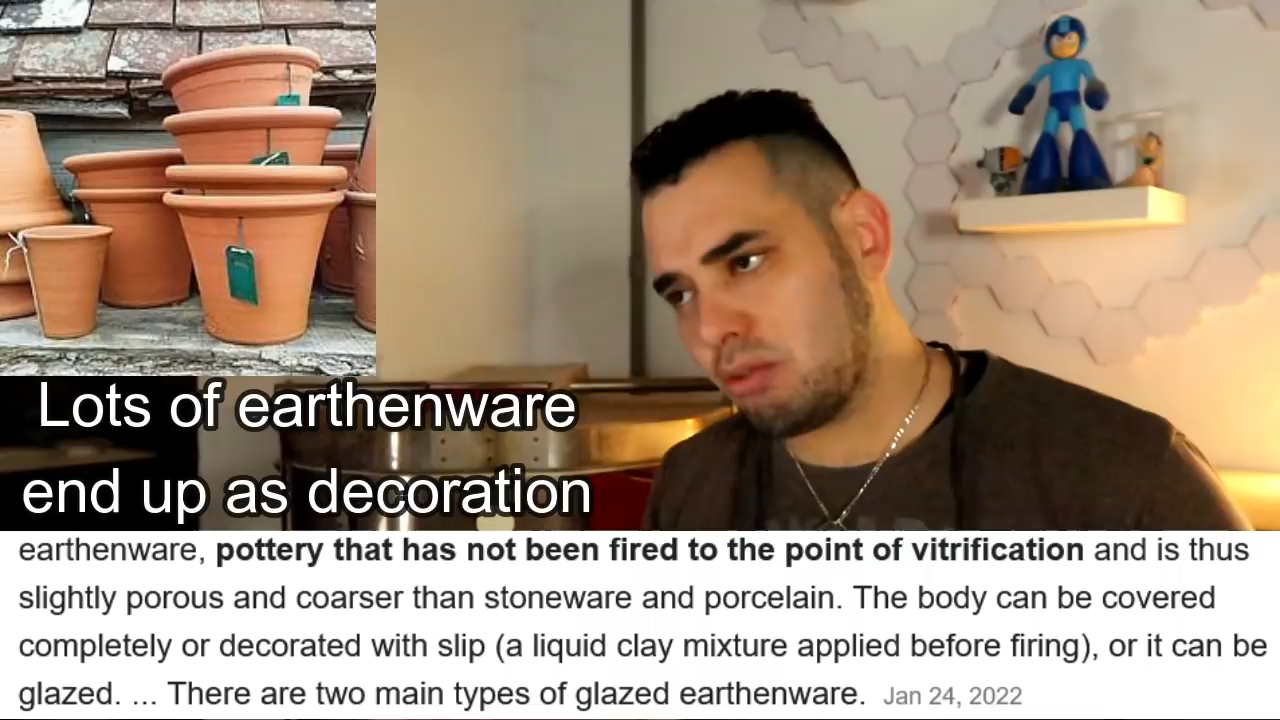 Lots of earthenware
end up as decoration
earthenware, pottery that has not been fired to the point of vitrification and is thus
slightly porous and coarser than stoneware and porcelain. The body can be covered
completely or decorated with slip (a liquid clay mixture applied before firing), or it can be
glazed. ... There are two main types of glazed earthenware. Jan 24, 2022